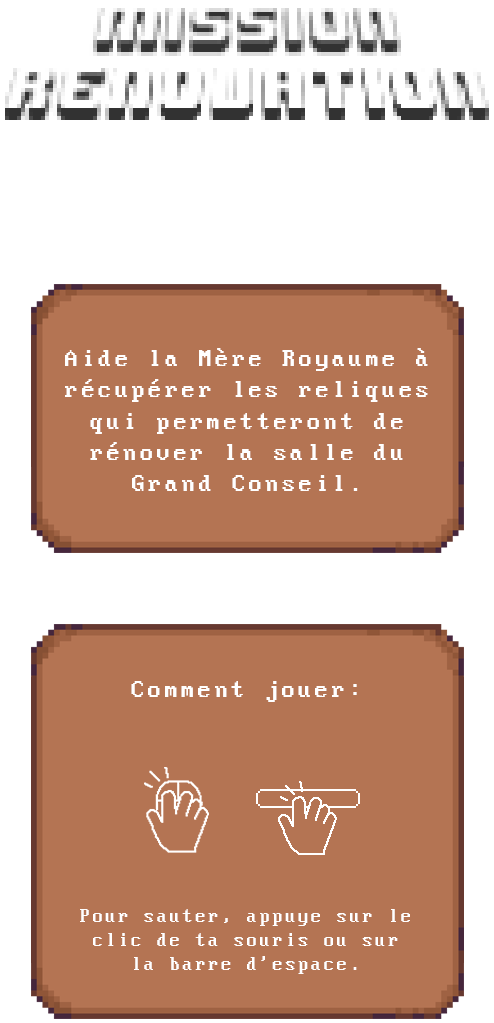 MISSION
RENOVATION
Aide la Mère Royaume à
récupérer les reliques
qui permetteront de
rénover la salle du
Grand Conseil.
Comment jouer:
Pour sauter, appuye sur le
clic de ta souris ou sur
la barre d'espace.